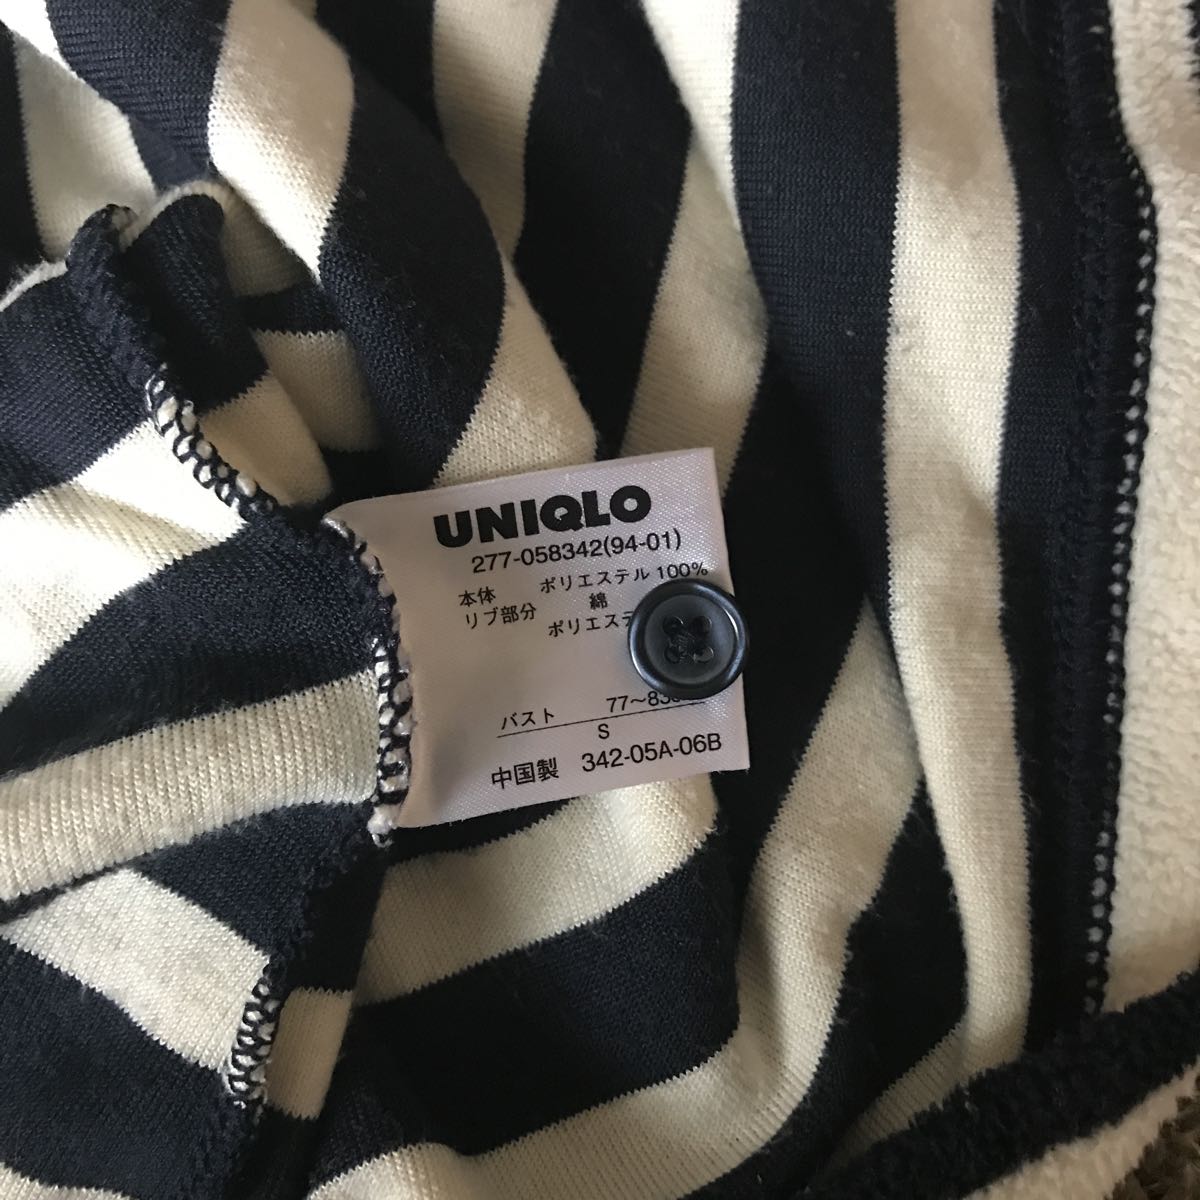 UNIQLO
277-058342(94-01)
本体 ポリエステル 100%
リブ部分 綿
ポリエステ
バスト 77～83
S
中国製 342-05A-06B